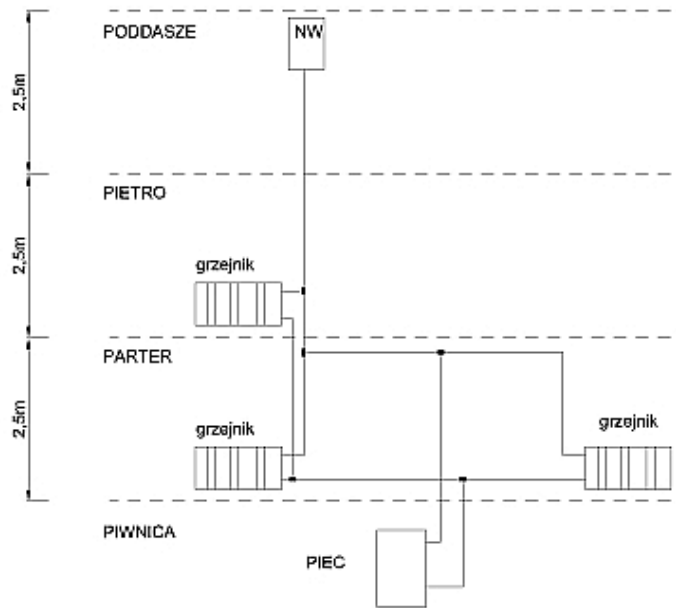 PODDASZE
NW
2,5m
PIETRO
2,5m
grzejnik
PARTER
2,5m
grzejnik
grzejnik
PIWNICA
PIEC